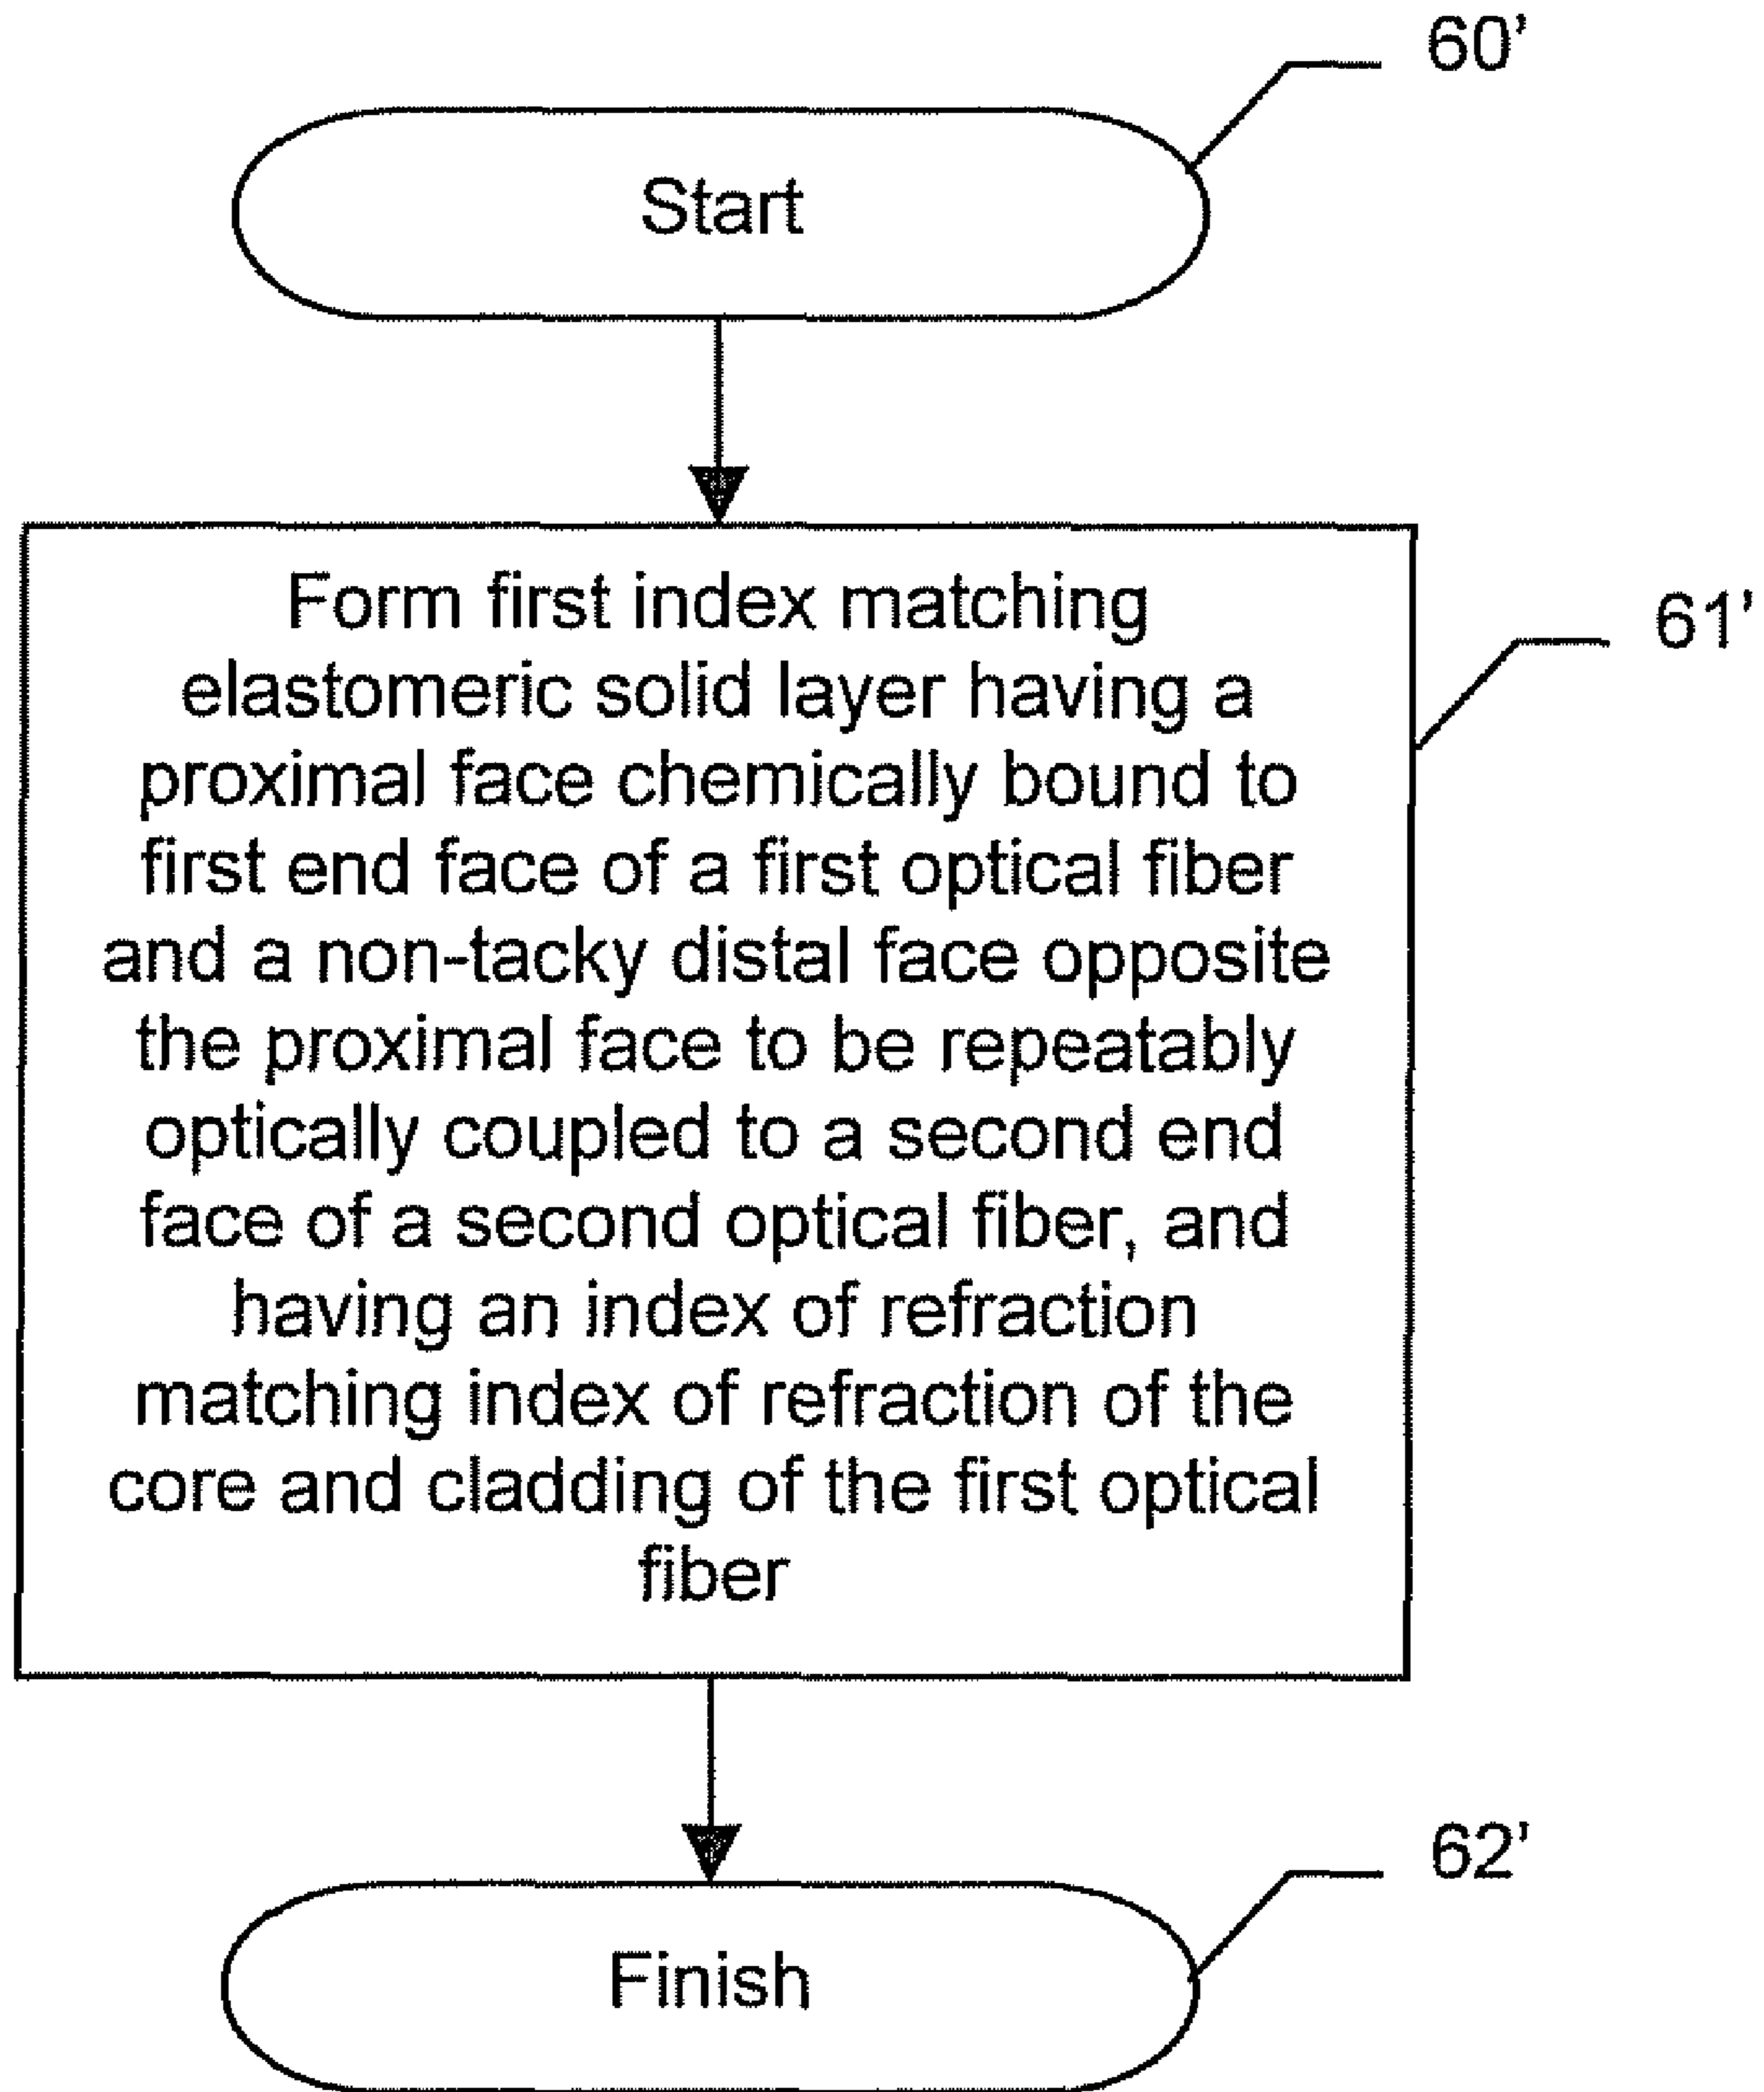 60’
Start
Form first index matching
elastomeric solid layer having a
proximal face chemically bound to
first end face of a first optical fiber
and a non-tacky distal face opposite
the proximal face to be repeatably
optically coupled to a second end
face of a second optical fiber, and
having an index of refraction
matching index of refraction of the
core and cladding of the first optical
fiber
61’
62’
Finish